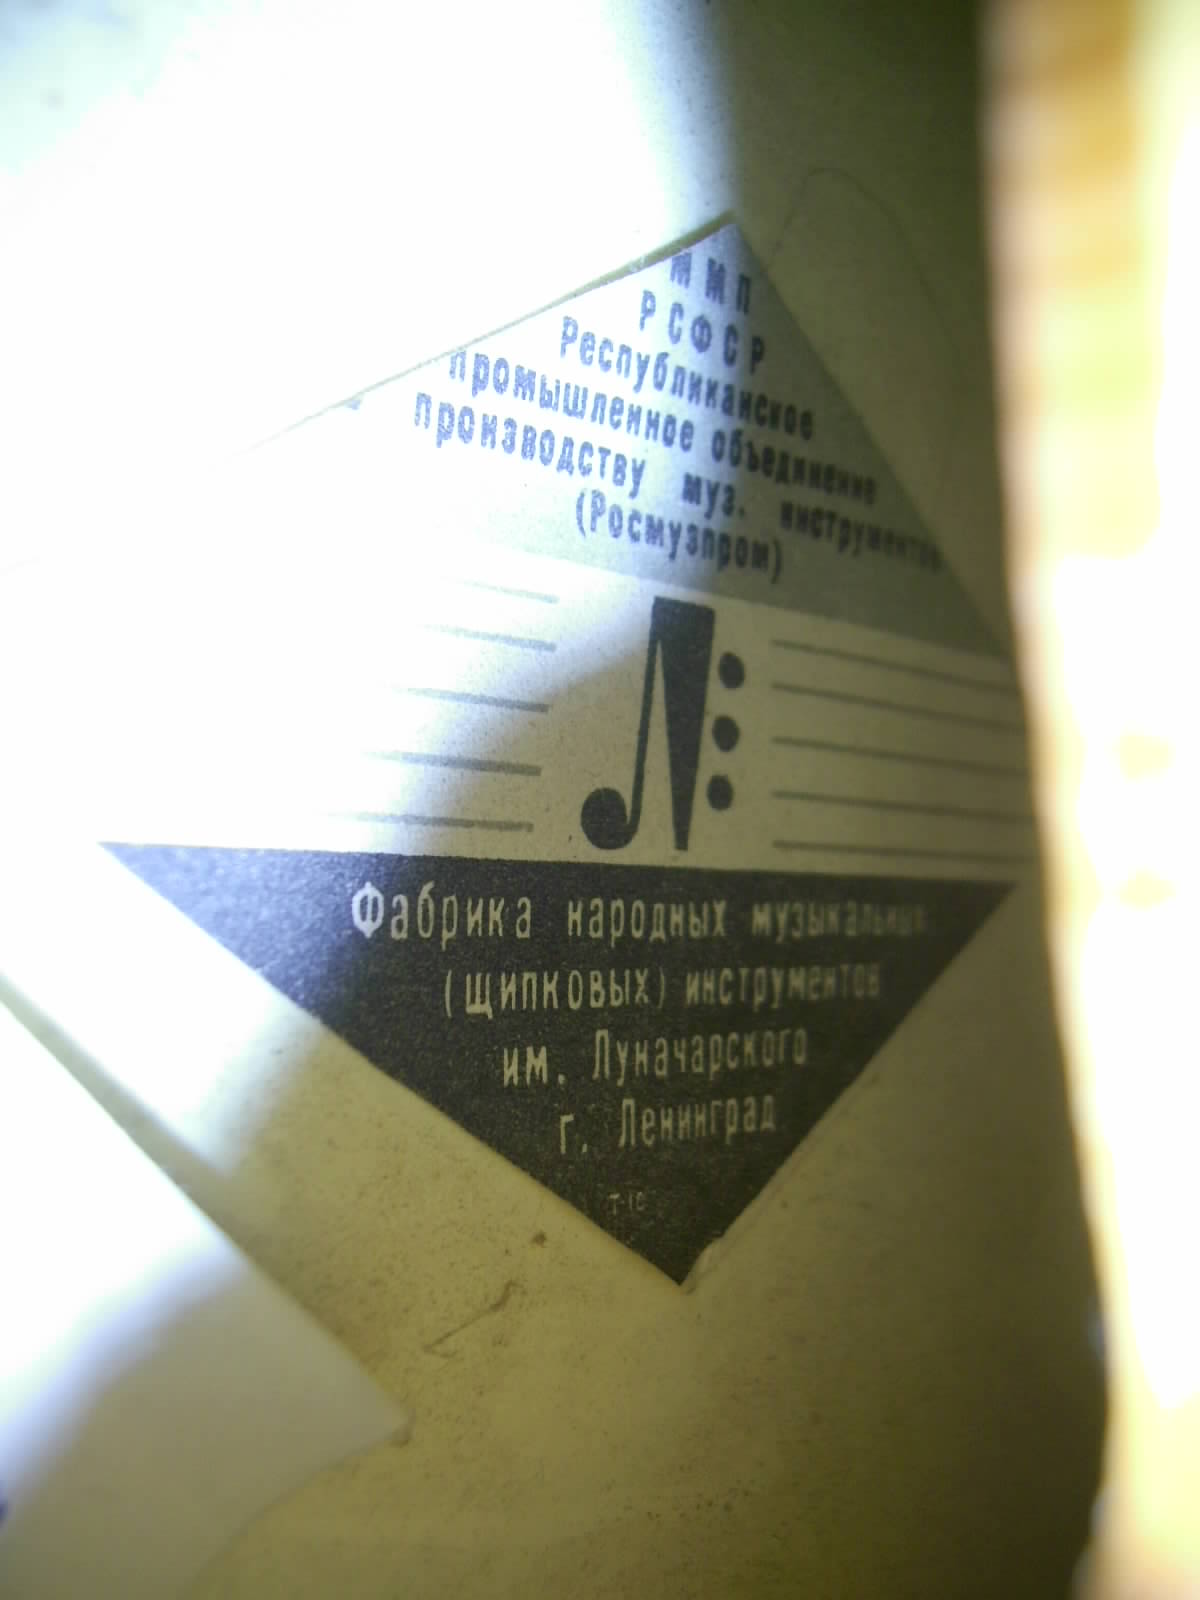 ММП
РСФСР
Республиканское
промышленное объединение
производству муз. инструментов
(Росмузпром)
Л
Фабрика народных музыкальных
(щипковых) инструментов
им. Луначарского
г. Ленинград